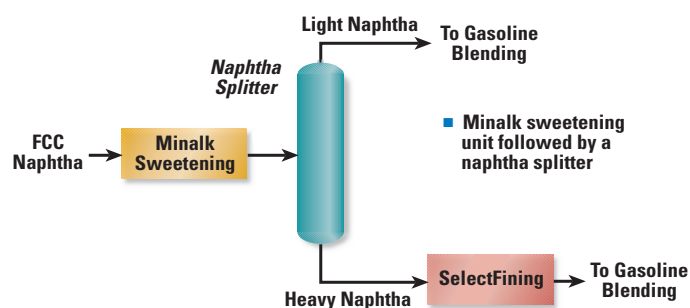 Light Naphtha
To Gasoline
Blending
Naphtha
Splitter
FCC
Naphtha
Minalk
Sweetening
Minalk sweetening
unit followed by a
naphtha splitter
SelectFining
To Gasoline
Blending
Heavy Naphtha